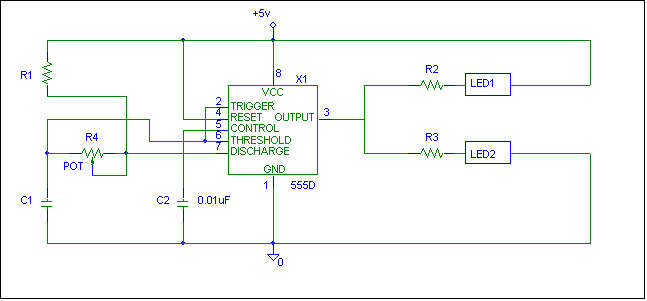 +5v
R1
8
X1
VCC
R2
LED1
2 TRIGGER
4 RESET OUTPUT 3
5 CONTROL
6 THRESHOLD
7 DISCHARGE
R4
POT
R3
LED2
GND
1 555D
C1
C2 0.01uF
0